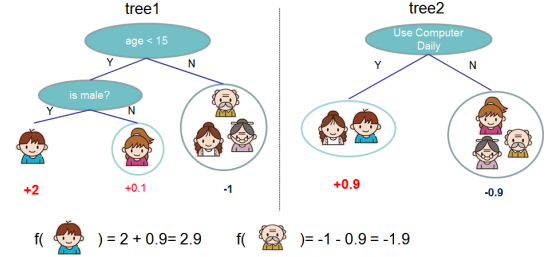 tree1
tree2
age < 15
Use Computer
Daily
Y
N
Y
N
is male?
Y
N
+2
+0.1
-1
+0.9
-0.9
f( ) = 2 + 0.9= 2.9
f( )= -1 - 0.9 = -1.9